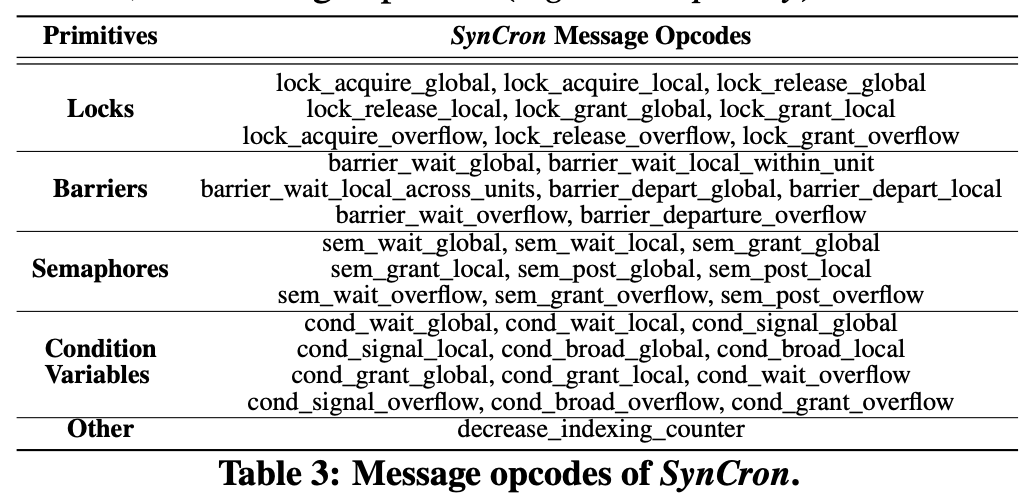 Primitives SynCron Message Opcodes
lock_acquire_global, lock_acquire_local, lock_release_global
Locks lock_release_local, lock_grant_global, lock_grant_local
lock_acquire_overflow, lock_release_overflow, lock_grant_overflow
barrier_wait_global, barrier_wait_local_within_unit
Barriers barrier_wait_local_across_units, barrier_depart_global, barrier_depart_local
barrier_wait_overflow, barrier_departure_overflow
sem_wait_global, sem_wait_local, sem_grant_global
Semaphores sem_grant_local, sem_post_global, sem_post_local
sem_wait_overflow, sem_grant_overflow, sem_post_overflow
cond_wait_global, cond_wait_local, cond_signal_global
Condition cond_signal_local, cond_broad_global, cond_broad_local
Variables cond_grant_global, cond_grant_local, cond_wait_overflow
cond_signal_overflow, cond_broad_overflow, cond_grant_overflow
Other decrease_indexing_counter
Table 3: Message opcodes of SynCron.